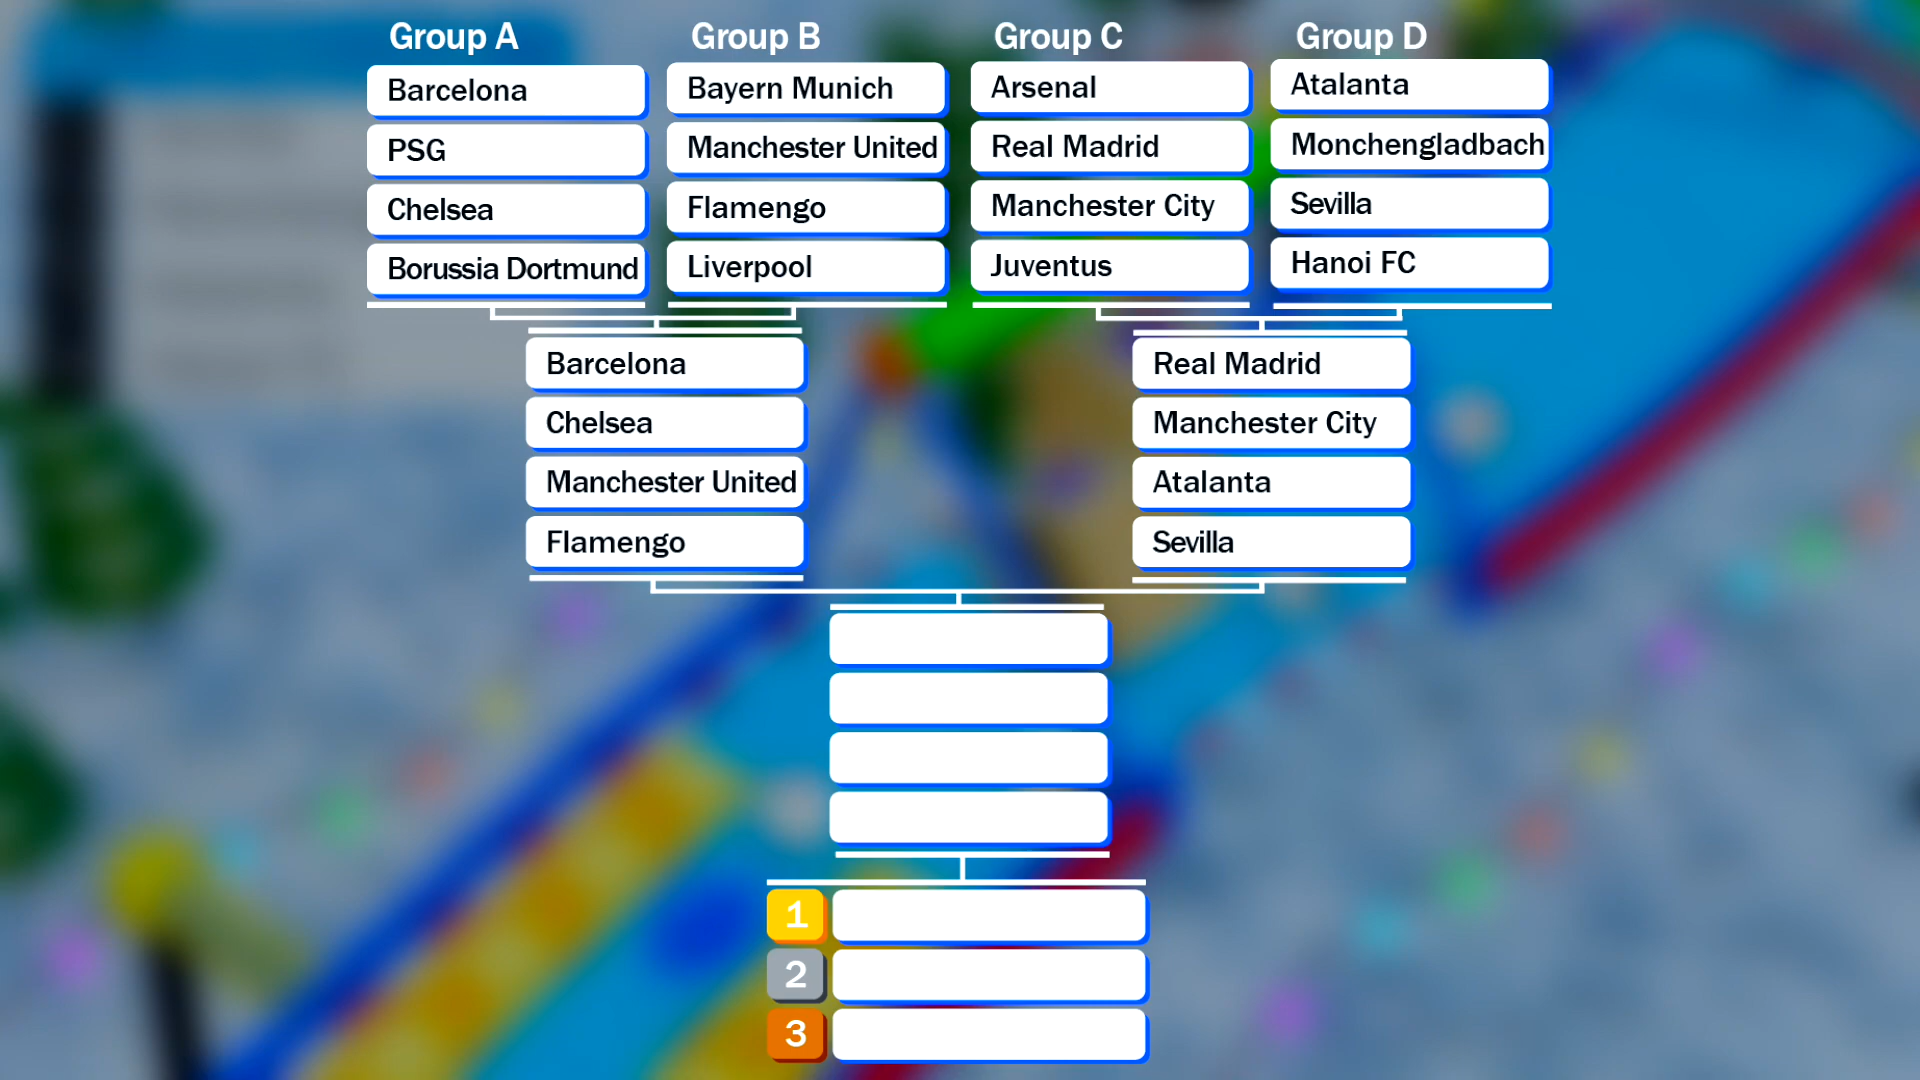 Group A
Barcelona
PSG
Chelsea
Borussia Dortmund
Group B
Bayern Munich
Manchester United
Flamengo
Liverpool
Group C
Arsenal
Real Madrid
Manchester City
Juventus
Group D
Atalanta
Monchengladbach
Sevilla
Hanoi FC
Barcelona
Chelsea
Manchester United
Flamengo
Real Madrid
Manchester City
Atalanta
Sevilla
1
2
3